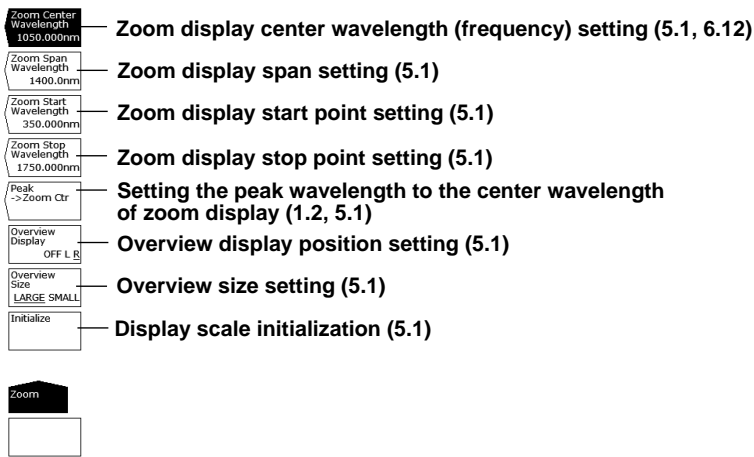 Zoom Center
Wavelength
1050.000nm
Zoom display center wavelength (frequency) setting (5.1, 6.12)
Zoom Span
Wavelength
1400.0nm
Zoom display span setting (5.1)
Zoom Start
Wavelength
350.000nm
Zoom display start point setting (5.1)
Zoom Stop
Wavelength
1750.000nm
Zoom display stop point setting (5.1)
Peak
->Zoom Ctr
Setting the peak wavelength to the center wavelength
of zoom display (1.2, 5.1)
Overview
Display
OFF L R
Overview display position setting (5.1)
Overview
Size
LARGE SMALL
Overview size setting (5.1)
Initialize
Display scale initialization (5.1)
Zoom